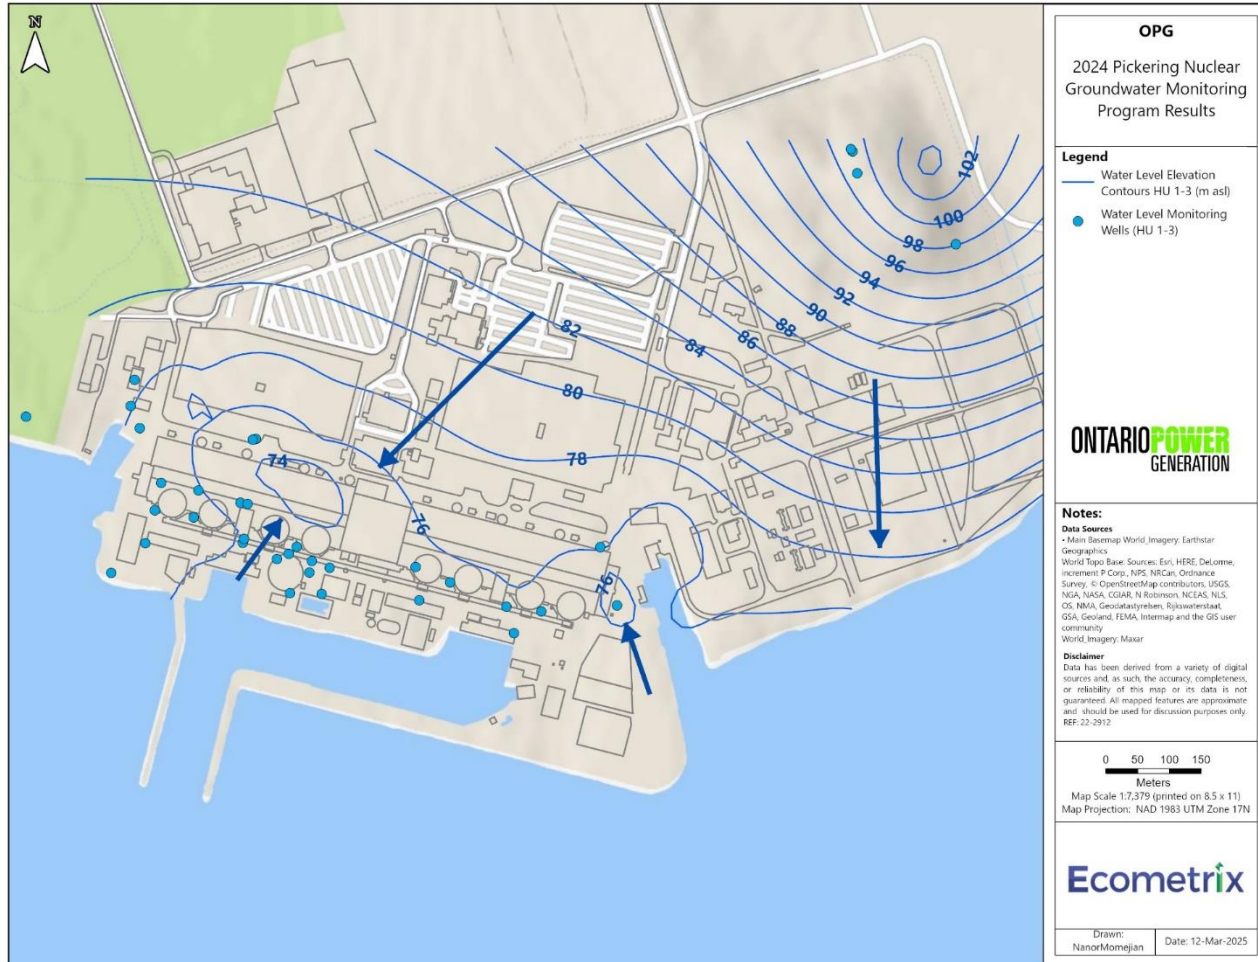 N
102
100
98
96
94
92
90
88
86
84
82
80
78
74
76
76
OPG
2024 Pickering Nuclear
Groundwater Monitoring
Program Results
Legend
Water Level Elevation
Contours HU 1-3 (m asl)
Water Level Monitoring
Wells (HU 1-3)
ONTARIOPOWER
GENERATION
Notes:
Data Sources
• Main Basemap World_Imagery: Earthstar
Geographics
World Topo Base: Sources: Esri, HERE, DeLorme,
increment P Corp., NPS, NRCan, Ordnance
Survey, © OpenStreetMap contributors, USGS,
NGA, NASA, CGIAR, N Robinson, NCEAS, NLS,
OS, NMA, Geodatastyrelsen, Rijkswaterstaat,
GSA, Geoland, FEMA, Intermap and the GIS user
community
World_Imagery: Maxar
Disclaimer
Data has been derived from a variety of digital
sources and, as such, the accuracy, completeness,
or reliability of this map or its data is not
guaranteed. All mapped features are approximate
and should be used for discussion purposes only.
REF: 22-2912
0 50 100 150
Meters
Map Scale 1:7,379 (printed on 8.5 x 11)
Map Projection: NAD 1983 UTM Zone 17N
Ecometrix
Drawn:
NanorMomejian
Date: 12-Mar-2025